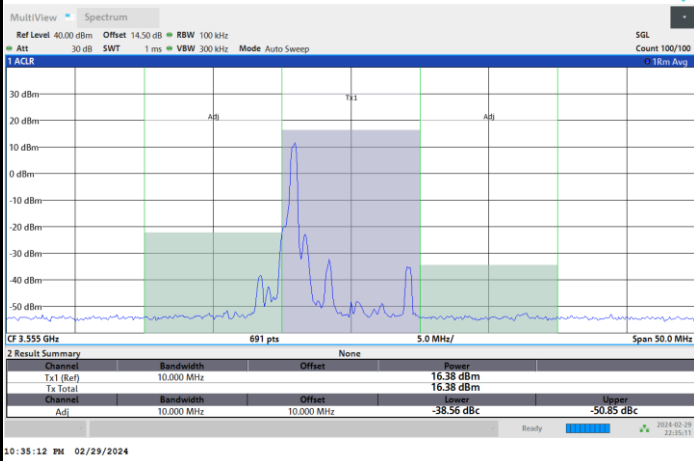 MultiView Spectrum
Ref Level 40.00 dBm Offset 14.50 dB RBW 100 kHz SGL
Att 30 dB SWT 1 ms VBW 300 kHz Mode Auto Sweep Count 100/100
1 ACLR 1Rm Avg
30 dBm
Tx1
20 dBm
Adj Adj
10 dBm
0 dBm
-10 dBm
-20 dBm
-30 dBm
-40 dBm
-50 dBm
CF 3.555 GHz 691 pts 5.0 MHz/ Span 50.0 MHz
2 Result Summary None
Channel Bandwidth Offset Power
Tx1 (Ref) 10.000 MHz 16.38 dBm
Tx Total 16.38 dBm
Channel Bandwidth Offset Lower Upper
Adj 10.000 MHz 10.000 MHz -38.56 dBc -50.85 dBc
Ready 2024-02-29
22:35:11
10:35:12 PM 02/29/2024